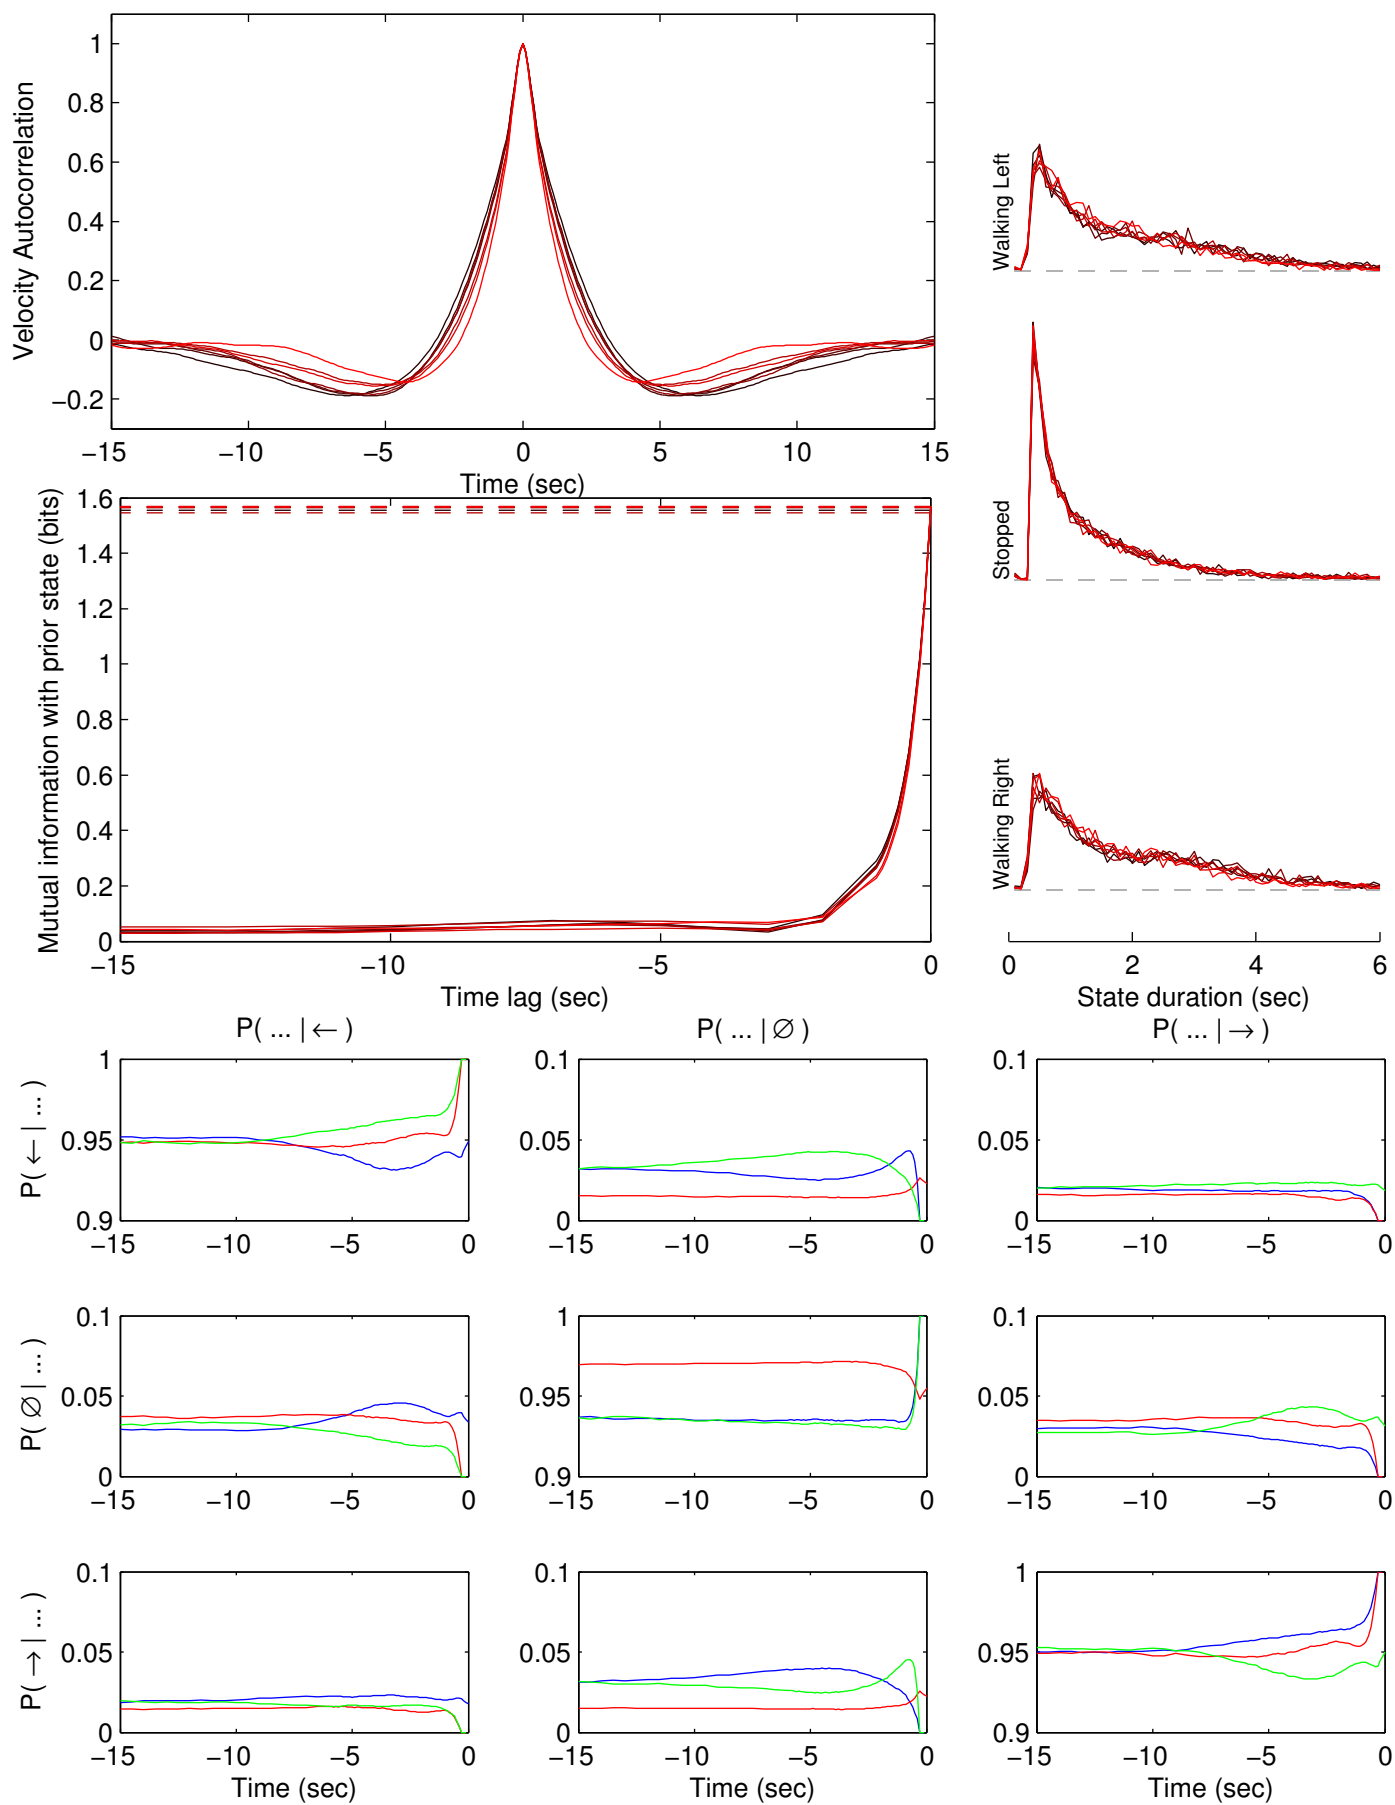 Velocity Autocorrelation
1
0.8
0.6
0.4
0.2
0
−0.2
−15 −10 −5 0 5 10 15
Time (sec)
Mutual information with prior state (bits)
1.6
1.4
1.2
1
0.8
0.6
0.4
0.2
0
−15 −10 −5 0
Time lag (sec)
Walking Left
Stopped
Walking Right
0 2 4 6
State duration (sec)
P( ... | ← )
P( ... | ∅ )
P( ... | → )
P( ← | ... )
1
0.95
0.9
−15 −10 −5 0
0.1
0.05
0
−15 −10 −5 0
0.1
0.05
0
−15 −10 −5 0
P( ∅ | ... )
0.1
0.05
0
−15 −10 −5 0
1
0.95
0.9
−15 −10 −5 0
0.1
0.05
0
−15 −10 −5 0
P( → | ... )
0.1
0.05
0
−15 −10 −5 0
Time (sec)
0.1
0.05
0
−15 −10 −5 0
Time (sec)
1
0.95
0.9
−15 −10 −5 0
Time (sec)